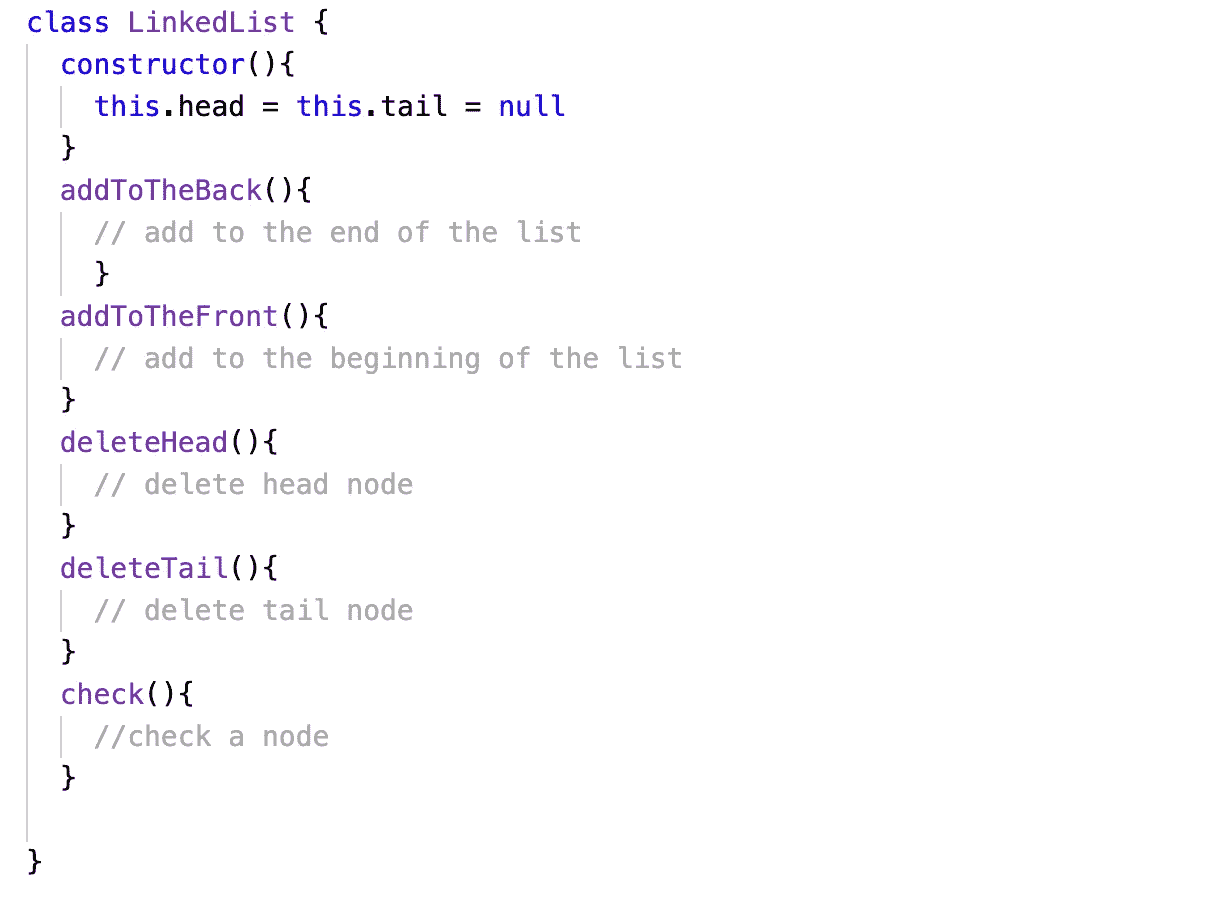 class LinkedList {
  constructor(){
    this.head = this.tail = null
  }
  addToTheBack(){
    // add to the end of the list
    }
  addToTheFront(){
    // add to the beginning of the list
  }
  deleteHead(){
    // delete head node
  }
  deleteTail(){
    // delete tail node
  }
  check(){
    //check a node
  }

}